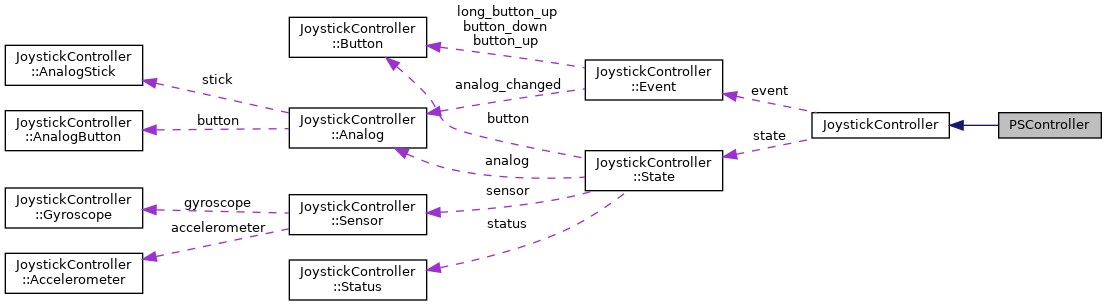 JoystickController
::AnalogStick
JoystickController
::AnalogButton
JoystickController
::Gyroscope
JoystickController
::Accelerometer
stick
button
gyroscope
accelerometer
JoystickController
::Button
JoystickController
::Analog
JoystickController
::Sensor
JoystickController
::Status
long_button_up
button_down
button_up
analog_changed
button
analog
sensor
status
JoystickController
::Event
JoystickController
::State
event
state
JoystickController
PSController